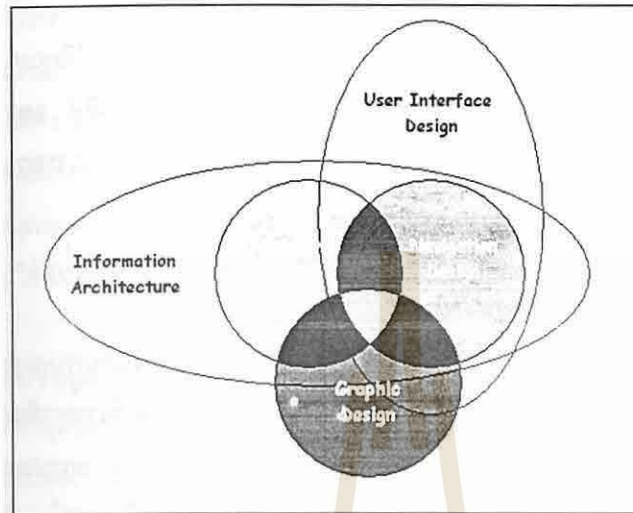 User Interface
Design
Information
Architecture
Graphic
Design